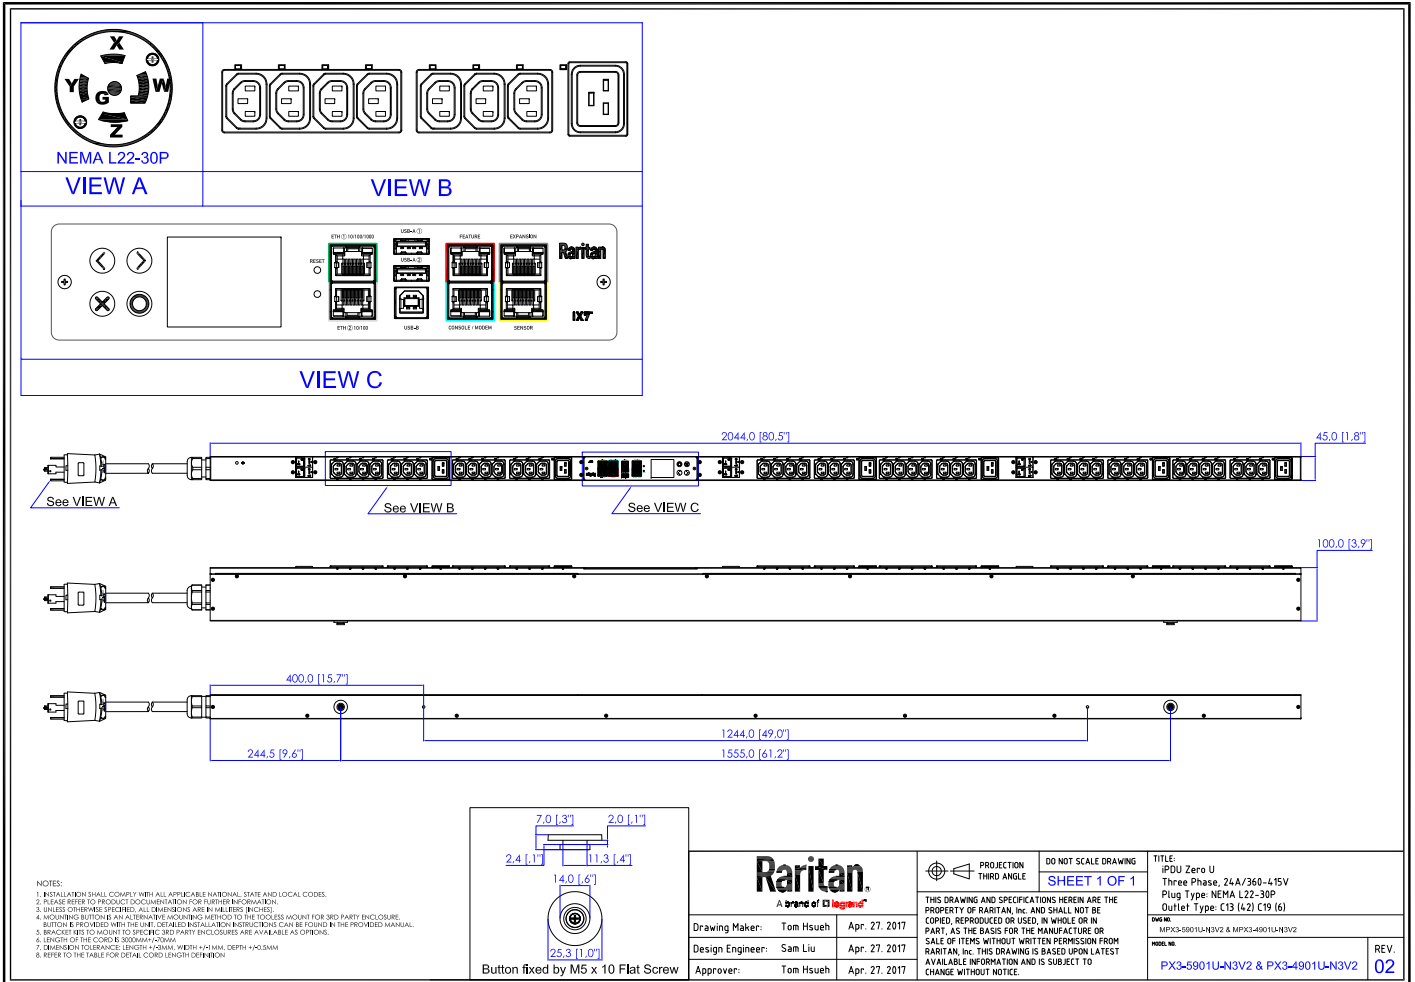 X
Y
W
G
Z
NEMA L22-30P
VIEW A
VIEW B
ETH ① 10/100/1000
USB-A ①
FEATURE
EXPANSION
Raritan
RESET
USB-A ②
ETH ② 10/100
USB-B
CONSOLE / MODEM
SENSOR
iX7™
VIEW C
2044,0 [80,5"]
45,0 [1,8"]
See VIEW A
See VIEW B
See VIEW C
100,0 [3,9"]
400,0 [15,7"]
1244,0 [49,0"]
244,5 [9,6"]
1555,0 [61,2"]
7,0 [,3"]
2,0 [,1"]
2,4 [,1"]
11,3 [,4"]
14,0 [,6"]
25,3 [1,0"]
Button fixed by M5 x 10 Flat Screw
NOTES:
1. INSTALLATION SHALL COMPLY WITH ALL APPLICABLE NATIONAL, STATE AND LOCAL CODES.
2. PLEASE REFER TO PRODUCT DOCUMENTATION FOR FURTHER INFORMATION.
3. UNLESS OTHERWISE SPECIFIED, ALL DIMENSIONS ARE IN MILLITERS [INCHES].
4. MOUNTING BUTTON IS AN ALTERNATIVE MOUNTING METHOD TO THE TOOLESS MOUNT FOR 3RD PARTY ENCLOSURE.
BUTTON IS PROVIDED WITH THE UNIT. DETAILED INSTALLATION INSTRUCTIONS CAN BE FOUND IN THE PROVIDED MANUAL.
5. BRACKET KITS TO MOUNT TO SPECIFIC 3RD PARTY ENCLOSURES ARE AVAILABLE AS OPTIONS.
6. LENGTH OF THE CORD IS 3000MM+/-70MM
7. DIMENSION TOLERANCE: LENGTH +/-3MM, WIDTH +/-1MM, DEPTH +/-0.5MM
8. REFER TO THE TABLE FOR DETAIL CORD LENGTH DEFINITION
Raritan.
A brand of legrand®
Drawing Maker: Tom Hsueh Apr. 27. 2017
Design Engineer: Sam Liu Apr. 27. 2017
Approver: Tom Hsueh Apr. 27. 2017
PROJECTION
THIRD ANGLE
DO NOT SCALE DRAWING
SHEET 1 OF 1
THIS DRAWING AND SPECIFICATIONS HEREIN ARE THE
PROPERTY OF RARITAN, Inc. AND SHALL NOT BE
COPIED, REPRODUCED OR USED, IN WHOLE OR IN
PART, AS THE BASIS FOR THE MANUFACTURE OR
SALE OF ITEMS WITHOUT WRITTEN PERMISSION FROM
RARITAN, Inc. THIS DRAWING IS BASED UPON LATEST
AVAILABLE INFORMATION AND IS SUBJECT TO
CHANGE WITHOUT NOTICE.
TITLE:
iPDU Zero U
Three Phase, 24A/360-415V
Plug Type: NEMA L22-30P
Outlet Type: C13 (42) C19 (6)
DWG NO.
MPX3-5901U-N3V2 & MPX3-4901U-N3V2
MODEL NO.
PX3-5901U-N3V2 & PX3-4901U-N3V2
REV.
02